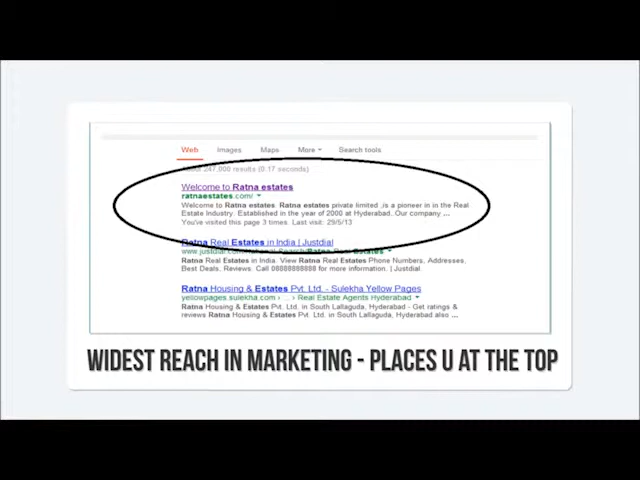 Web Images Maps More Search tools
247,000 results (0.17 seconds)
Welcome to Ratna estates
ratnaestates.com/
Welcome to Ratna estates. Ratna estates private limited ,is a pioneer in in the Real
Estate Industry. Established in the year of 2000 at Hyderabad..Our company ...
You've visited this page 3 times. Last visit: 29/5/13
Ratna Real Estates in India | Justdial
Ratna Real Estates in India. View Ratna Real Estates Phone Numbers, Addresses,
Best Deals, Reviews. Call 08888888888 for more information. | Justdial.
Ratna Housing & Estates Pvt. Ltd. - Sulekha Yellow Pages
yellowpages.sulekha.com › ... › Real Estate Agents Hyderabad
Ratna Housing & Estates Pvt. Ltd. in South Lallaguda, Hyderabad - Get ratings &
reviews Ratna Housing & Estates Pvt. Ltd. in South Lallaguda, Hyderabad also ...
WIDEST REACH IN MARKETING - PLACES U AT THE TOP